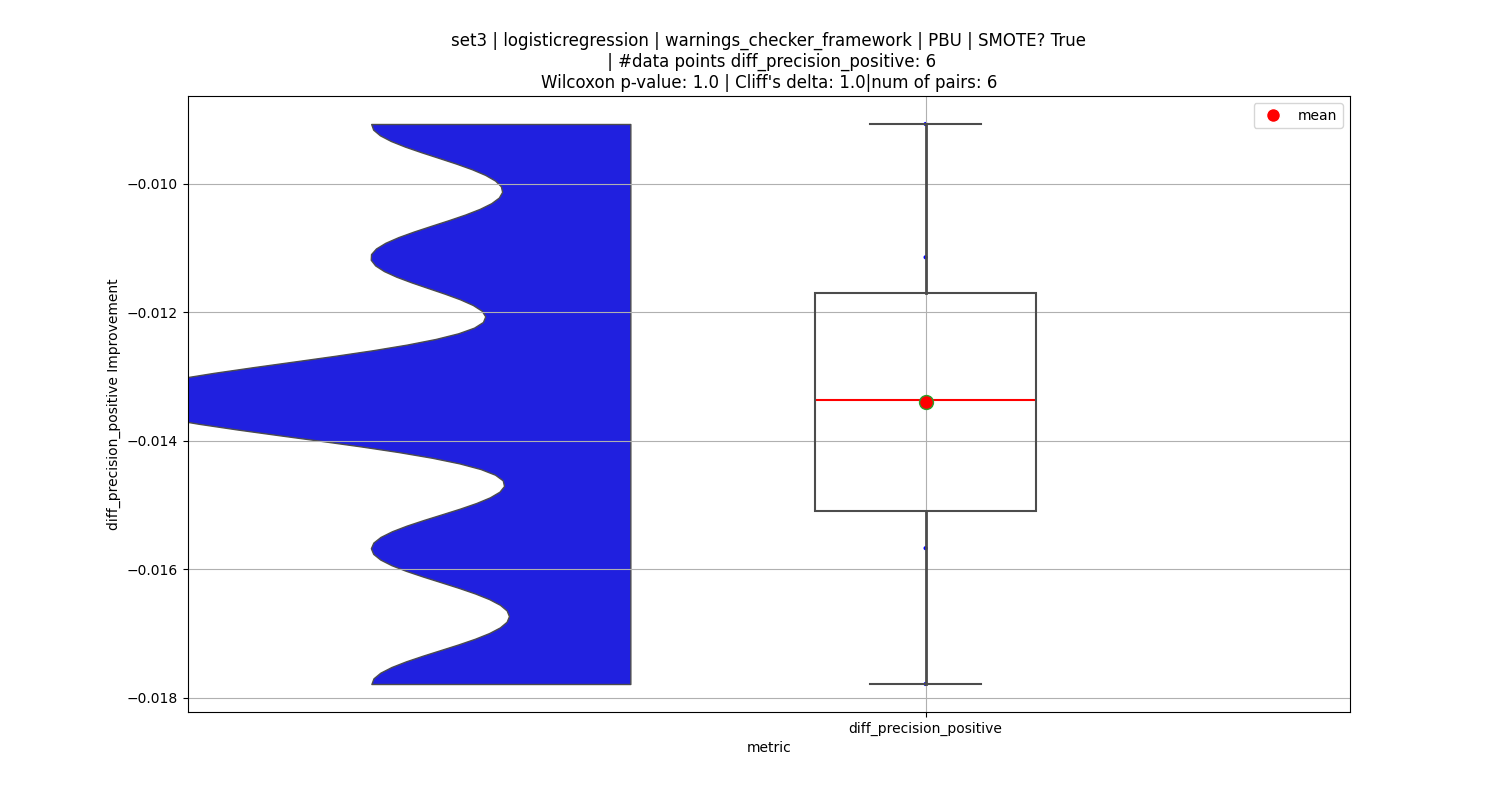 set3 | logisticregression | warnings_checker_framework | PBU | SMOTE? True
| #data points diff_precision_positive: 6
Wilcoxon p-value: 1.0 | Cliff's delta: 1.0|num of pairs: 6
mean
−0.010
−0.012
−0.014
−0.016
−0.018
diff_precision_positive Improvement
diff_precision_positive
metric